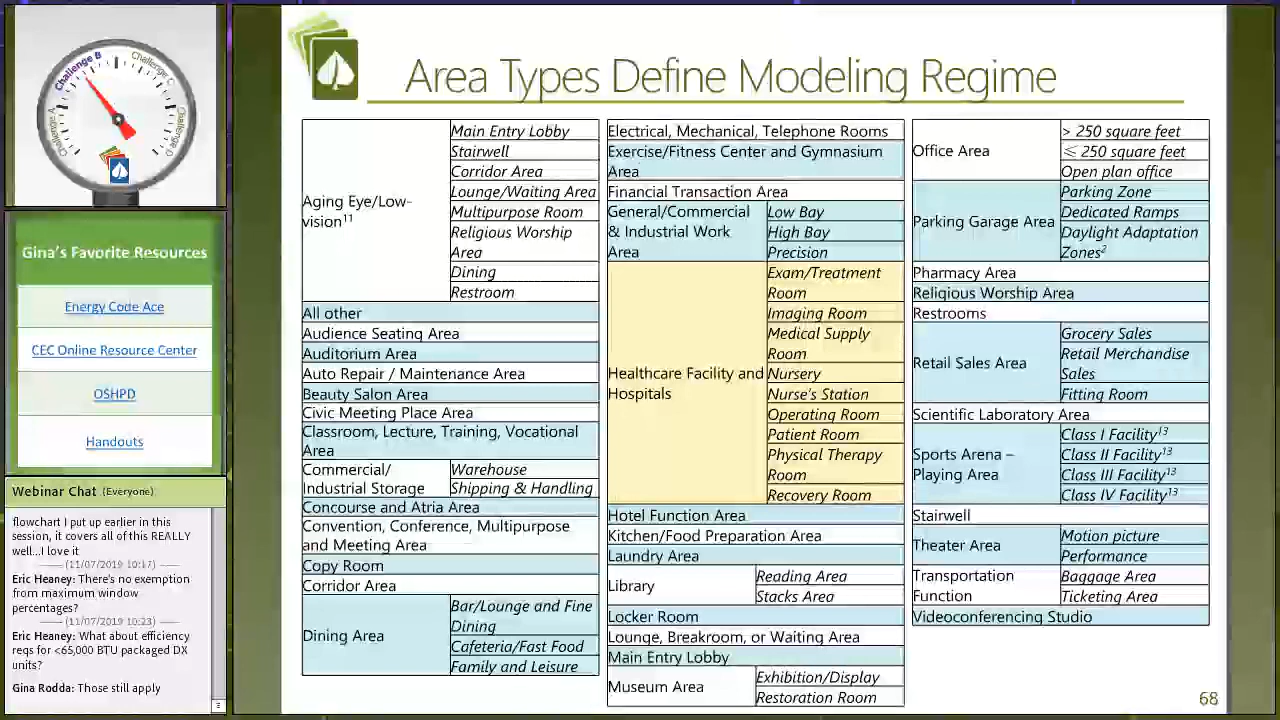 Challenge A
Challenge B
Challenge C
Challenge D
Gina's Favorite Resources
Energy Code Ace
CEC Online Resource Center
OSHPD
Handouts
Webinar Chat (Everyone)
flowchart I put up earlier in this
session, it covers all of this REALLY
well...I love it
(11/07/2019 10:17)
Eric Heaney: There's no exemption
from maximum window
percentages?
(11/07/2019 10:23)
Eric Heaney: What about efficiency
reqs for <65,000 BTU packaged DX
units?
Gina Rodda: Those still apply
Area Types Define Modeling Regime
Aging Eye/Low-
vision¹¹
Main Entry Lobby
Stairwell
Corridor Area
Lounge/Waiting Area
Multipurpose Room
Religious Worship
Area
Dining
Restroom
All other
Audience Seating Area
Auditorium Area
Auto Repair / Maintenance Area
Beauty Salon Area
Civic Meeting Place Area
Classroom, Lecture, Training, Vocational
Area
Commercial/
Industrial Storage
Warehouse
Shipping & Handling
Concourse and Atria Area
Convention, Conference, Multipurpose
and Meeting Area
Copy Room
Corridor Area
Dining Area
Bar/Lounge and Fine
Dining
Cafeteria/Fast Food
Family and Leisure
Electrical, Mechanical, Telephone Rooms
Exercise/Fitness Center and Gymnasium
Area
Financial Transaction Area
General/Commercial
& Industrial Work
Area
Low Bay
High Bay
Precision
Healthcare Facility and
Hospitals
Exam/Treatment
Room
Imaging Room
Medical Supply
Room
Nursery
Nurse's Station
Operating Room
Patient Room
Physical Therapy
Room
Recovery Room
Hotel Function Area
Kitchen/Food Preparation Area
Laundry Area
Library
Reading Area
Stacks Area
Locker Room
Lounge, Breakroom, or Waiting Area
Main Entry Lobby
Museum Area
Exhibition/Display
Restoration Room
Office Area
> 250 square feet
≤ 250 square feet
Open plan office
Parking Garage Area
Parking Zone
Dedicated Ramps
Daylight Adaptation
Zones²
Pharmacy Area
Religious Worship Area
Restrooms
Retail Sales Area
Grocery Sales
Retail Merchandise
Sales
Fitting Room
Scientific Laboratory Area
Sports Arena –
Playing Area
Class I Facility¹³
Class II Facility¹³
Class III Facility¹³
Class IV Facility¹³
Stairwell
Theater Area
Motion picture
Performance
Transportation
Function
Baggage Area
Ticketing Area
Videoconferencing Studio
68